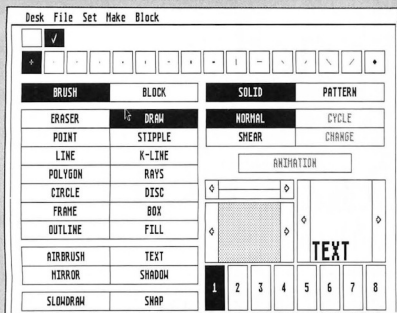 Desk File Set Make Block
BRUSH BLOCK SOLID PATTERN
ERASER DRAW NORMAL CYCLE
POINT STIPPLE SMEAR CHANGE
LINE K-LINE
ANIMATION
POLYGON RAYS
CIRCLE DISC
FRAME BOX
OUTLINE FILL
TEXT
AIRBRUSH TEXT
MIRROR SHADOW
1 2 3 4 5 6 7 8
SLOWDRAW SNAP